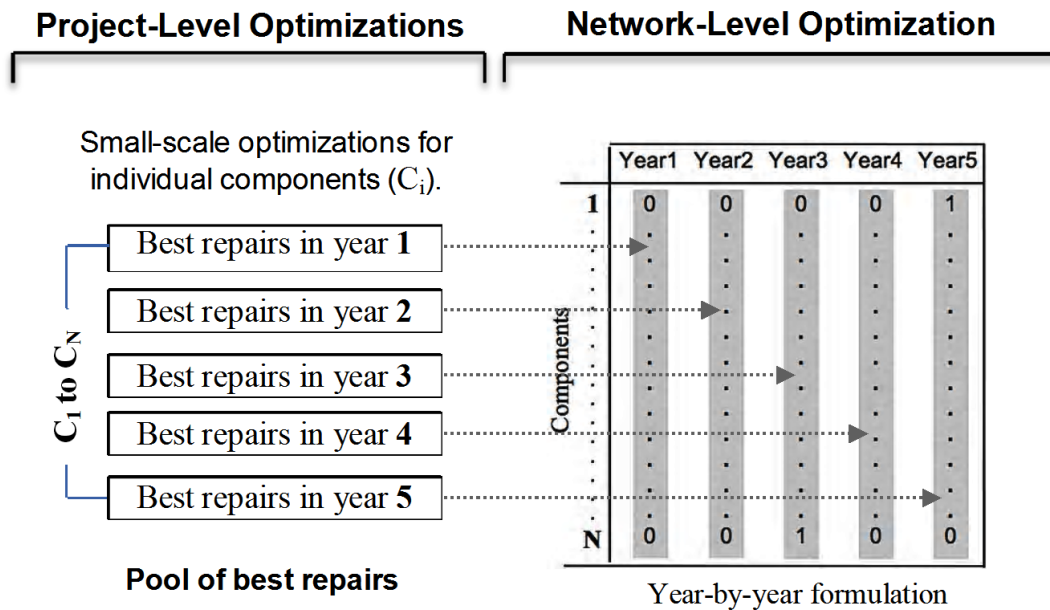 Project-Level Optimizations
Network-Level Optimization
Small-scale optimizations for
individual components (Ci).
C1 to CN
Best repairs in year 1
Best repairs in year 2
Best repairs in year 3
Best repairs in year 4
Best repairs in year 5
Pool of best repairs
Year1 Year2 Year3 Year4 Year5
Components
1 0 0 0 0 1
N 0 0 1 0 0
Year-by-year formulation